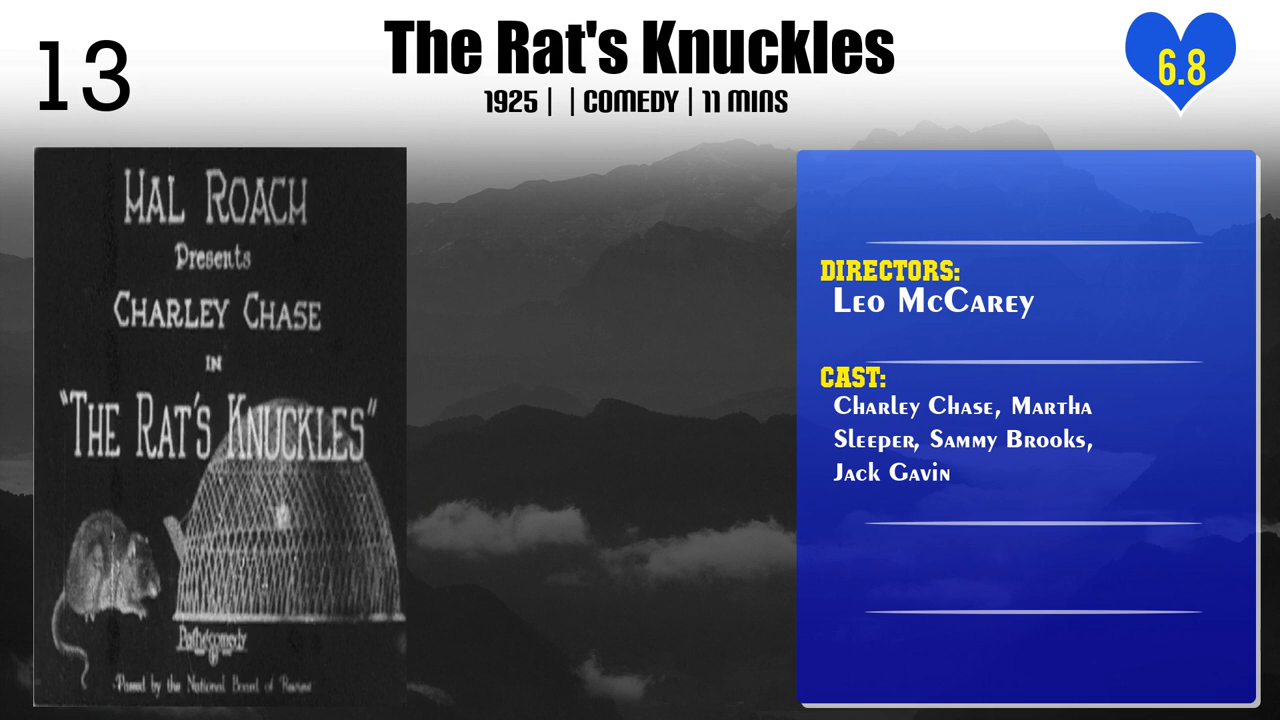 13
The Rat's Knuckles
1925 | | COMEDY | 11 MINS
6.8
HAL ROACH
Presents
CHARLEY CHASE
IN
"THE RAT'S KNUCKLES"
Pathécomedy
Passed by the National Board of Review
DIRECTORS:
Leo McCarey
CAST:
Charley Chase, Martha
Sleeper, Sammy Brooks,
Jack Gavin